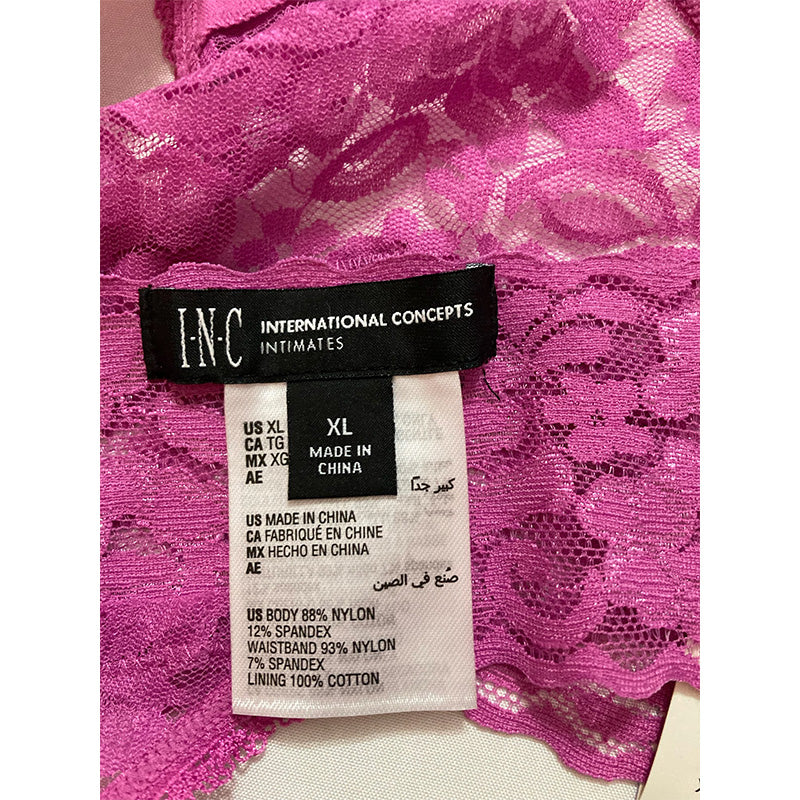 I·N·C INTERNATIONAL CONCEPTS
INTIMATES
XL
MADE IN
CHINA
US XL
CA TG
MX XG
AE
كبير جدًا
US MADE IN CHINA
CA FABRIQUÉ EN CHINE
MX HECHO EN CHINA
AE
صُنع في الصين
US BODY 88% NYLON
12% SPANDEX
WAISTBAND 93% NYLON
7% SPANDEX
LINING 100% COTTON